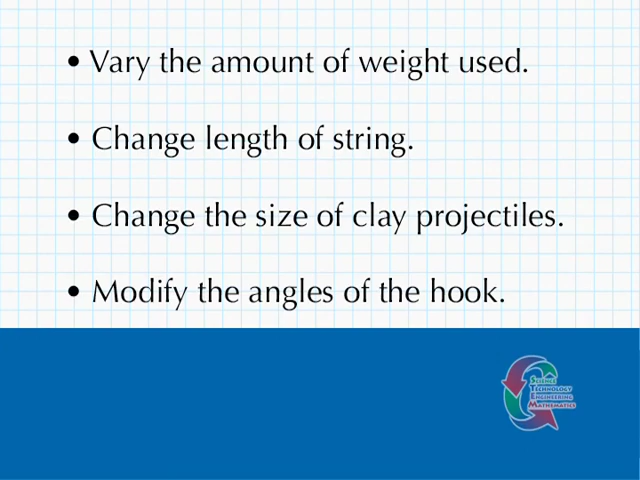 • Vary the amount of weight used.
• Change length of string.
• Change the size of clay projectiles.
• Modify the angles of the hook.
Science
Technology
Engineering
Mathematics